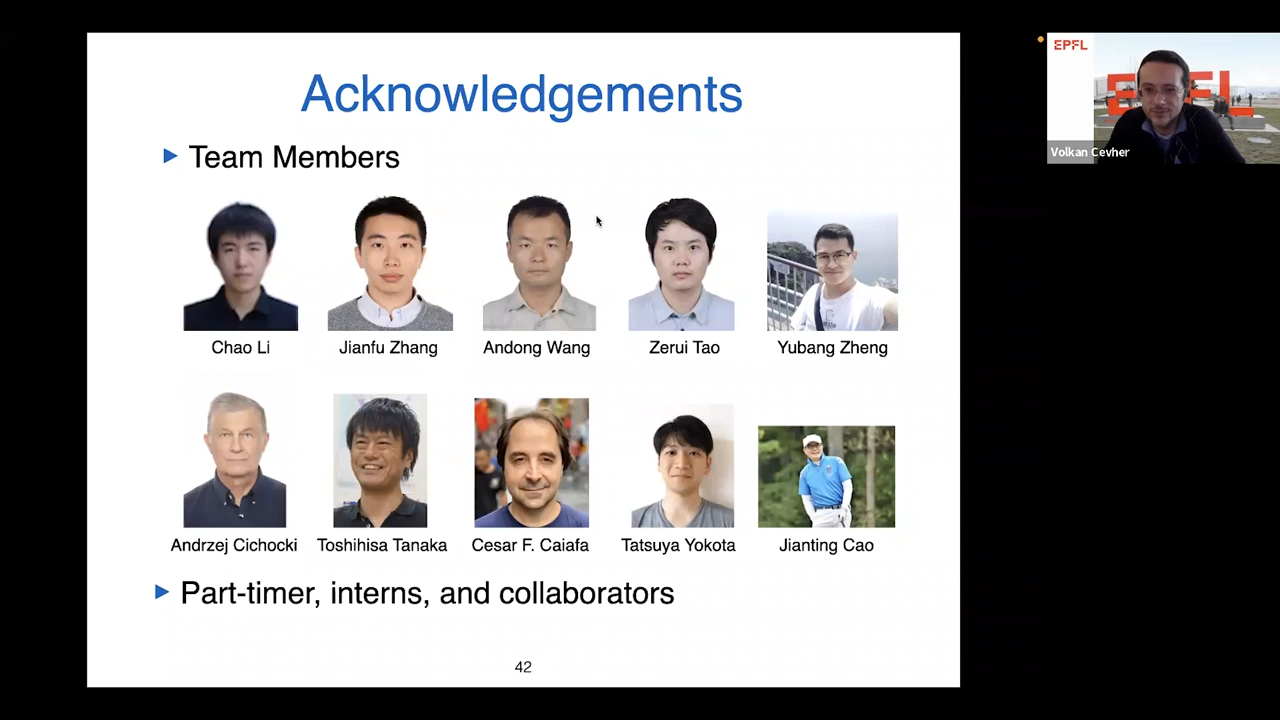 Acknowledgements
EPFL
Volkan Cevher
Team Members
Chao Li
Jianfu Zhang
Andong Wang
Zerui Tao
Yubang Zheng
Andrzej Cichocki
Toshihisa Tanaka
Cesar F. Caiafa
Tatsuya Yokota
Jianting Cao
Part-timer, interns, and collaborators
42